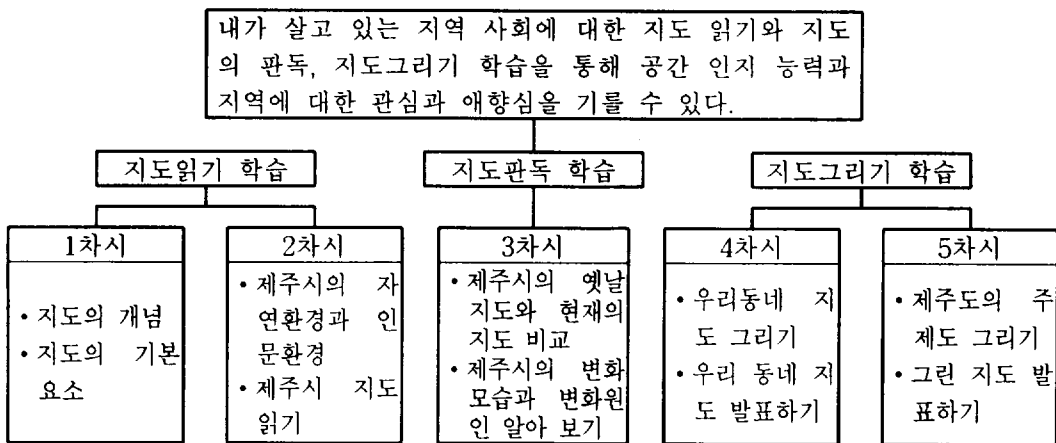 내가 살고 있는 지역 사회에 대한 지도 읽기와 지도
의 판독, 지도그리기 학습을 통해 공간 인지 능력과
지역에 대한 관심과 애향심을 기를 수 있다.
지도읽기 학습
지도판독 학습
지도그리기 학습
1차시
• 지도의 개념
• 지도의 기본
요소
2차시
• 제주시의 자
연환경과 인
문환경
• 제주시 지도
읽기
3차시
• 제주시의 옛날
지도와 현재의
지도 비교
• 제주시의 변화
모습과 변화원
인 알아 보기
4차시
• 우리동네 지
도 그리기
• 우리 동네 지
도 발표하기
5차시
• 제주도의 주
제도 그리기
• 그린 지도 발
표하기